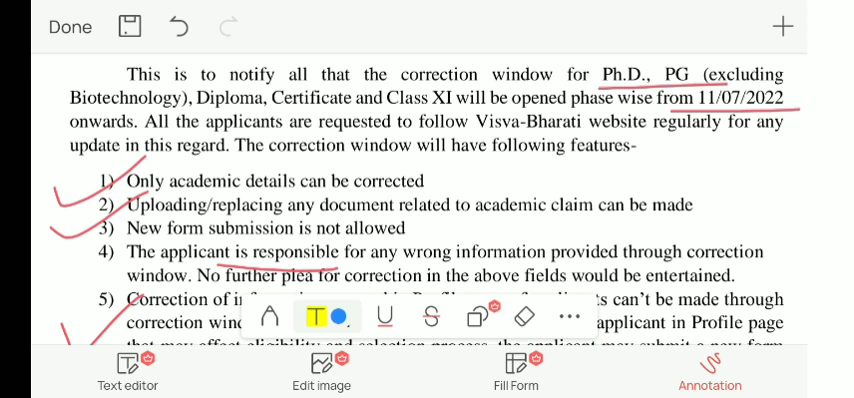 Done
This is to notify all that the correction window for Ph.D., PG (excluding
Biotechnology), Diploma, Certificate and Class XI will be opened phase wise from 11/07/2022
onwards. All the applicants are requested to follow Visva-Bharati website regularly for any
update in this regard. The correction window will have following features-
1) Only academic details can be corrected
2) Uploading/replacing any document related to academic claim can be made
3) New form submission is not allowed
4) The applicant is responsible for any wrong information provided through correction
window. No further plea for correction in the above fields would be entertained.
5) Correction of can't be made through
correction applicant in Profile page
T U S
Text editor Edit image Fill Form Annotation